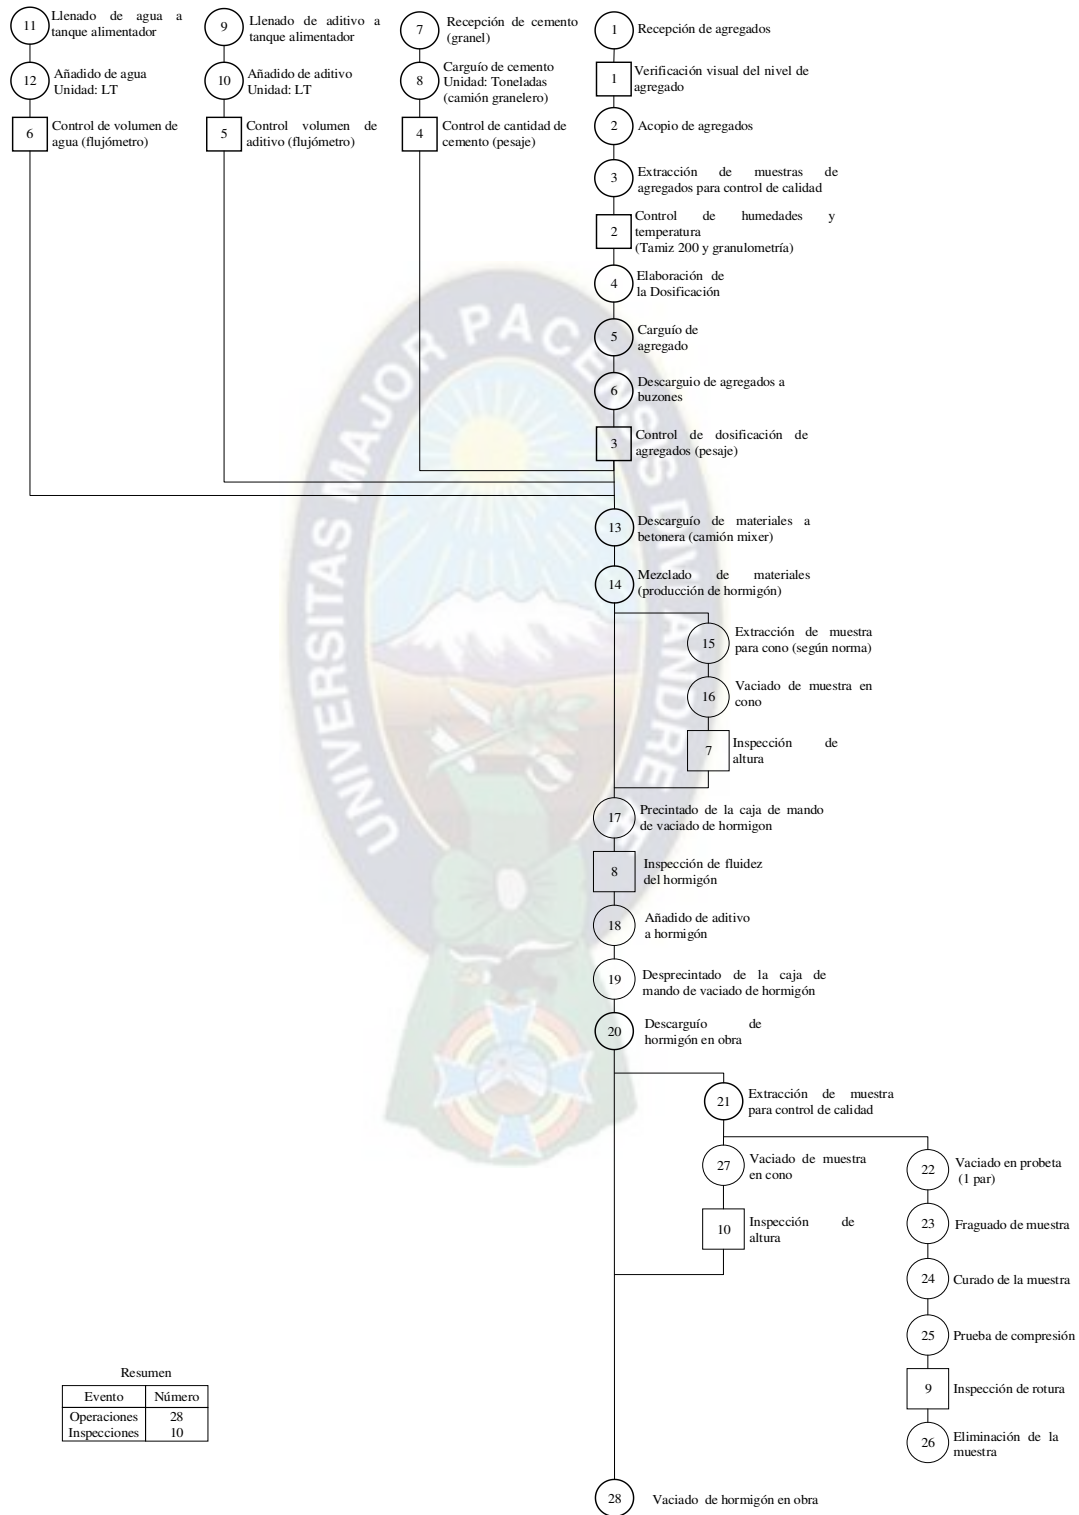 11
Llenado de agua a
tanque alimentador
12
Añadido de agua
Unidad: LT
6
Control de volumen de
agua (flujómetro)
9
Llenado de aditivo a
tanque alimentador
10
Añadido de aditivo
Unidad: LT
5
Control volumen de
aditivo (flujómetro)
7
Recepción de cemento
(granel)
8
Carguío de cemento
Unidad: Toneladas
(camión granelero)
4
Control de cantidad de
cemento (pesaje)
1
Recepción de agregados
1
Verificación visual del nivel de
agregado
2
Acopio de agregados
3
Extracción de muestras de
agregados para control de calidad
2
Control de humedades y
temperatura
(Tamiz 200 y granulometría)
4
Elaboración de
la Dosificación
5
Carguío de
agregado
6
Descarguio de agregados a
buzones
3
Control de dosificación de
agregados (pesaje)
13
Descarguío de materiales a
betonera (camión mixer)
14
Mezclado de materiales
(producción de hormigón)
15
Extracción de muestra
para cono (según norma)
16
Vaciado de muestra en
cono
7
Inspección de
altura
17
Precintado de la caja de mando
de vaciado de hormigon
8
Inspección de fluidez
del hormigón
18
Añadido de aditivo
a hormigón
19
Desprecintado de la caja de
mando de vaciado de hormigón
20
Descarguío de
hormigón en obra
21
Extracción de muestra
para control de calidad
27
Vaciado de muestra
en cono
10
Inspección de
altura
22
Vaciado en probeta
(1 par)
23
Fraguado de muestra
24
Curado de la muestra
25
Prueba de compresión
9
Inspección de rotura
26
Eliminación de la
muestra
28
Vaciado de hormigón en obra
Resumen
Evento Número
Operaciones 28
Inspecciones 10
UNIVERSITAS MAJOR PACENSIS DIVI ANDREÆ S